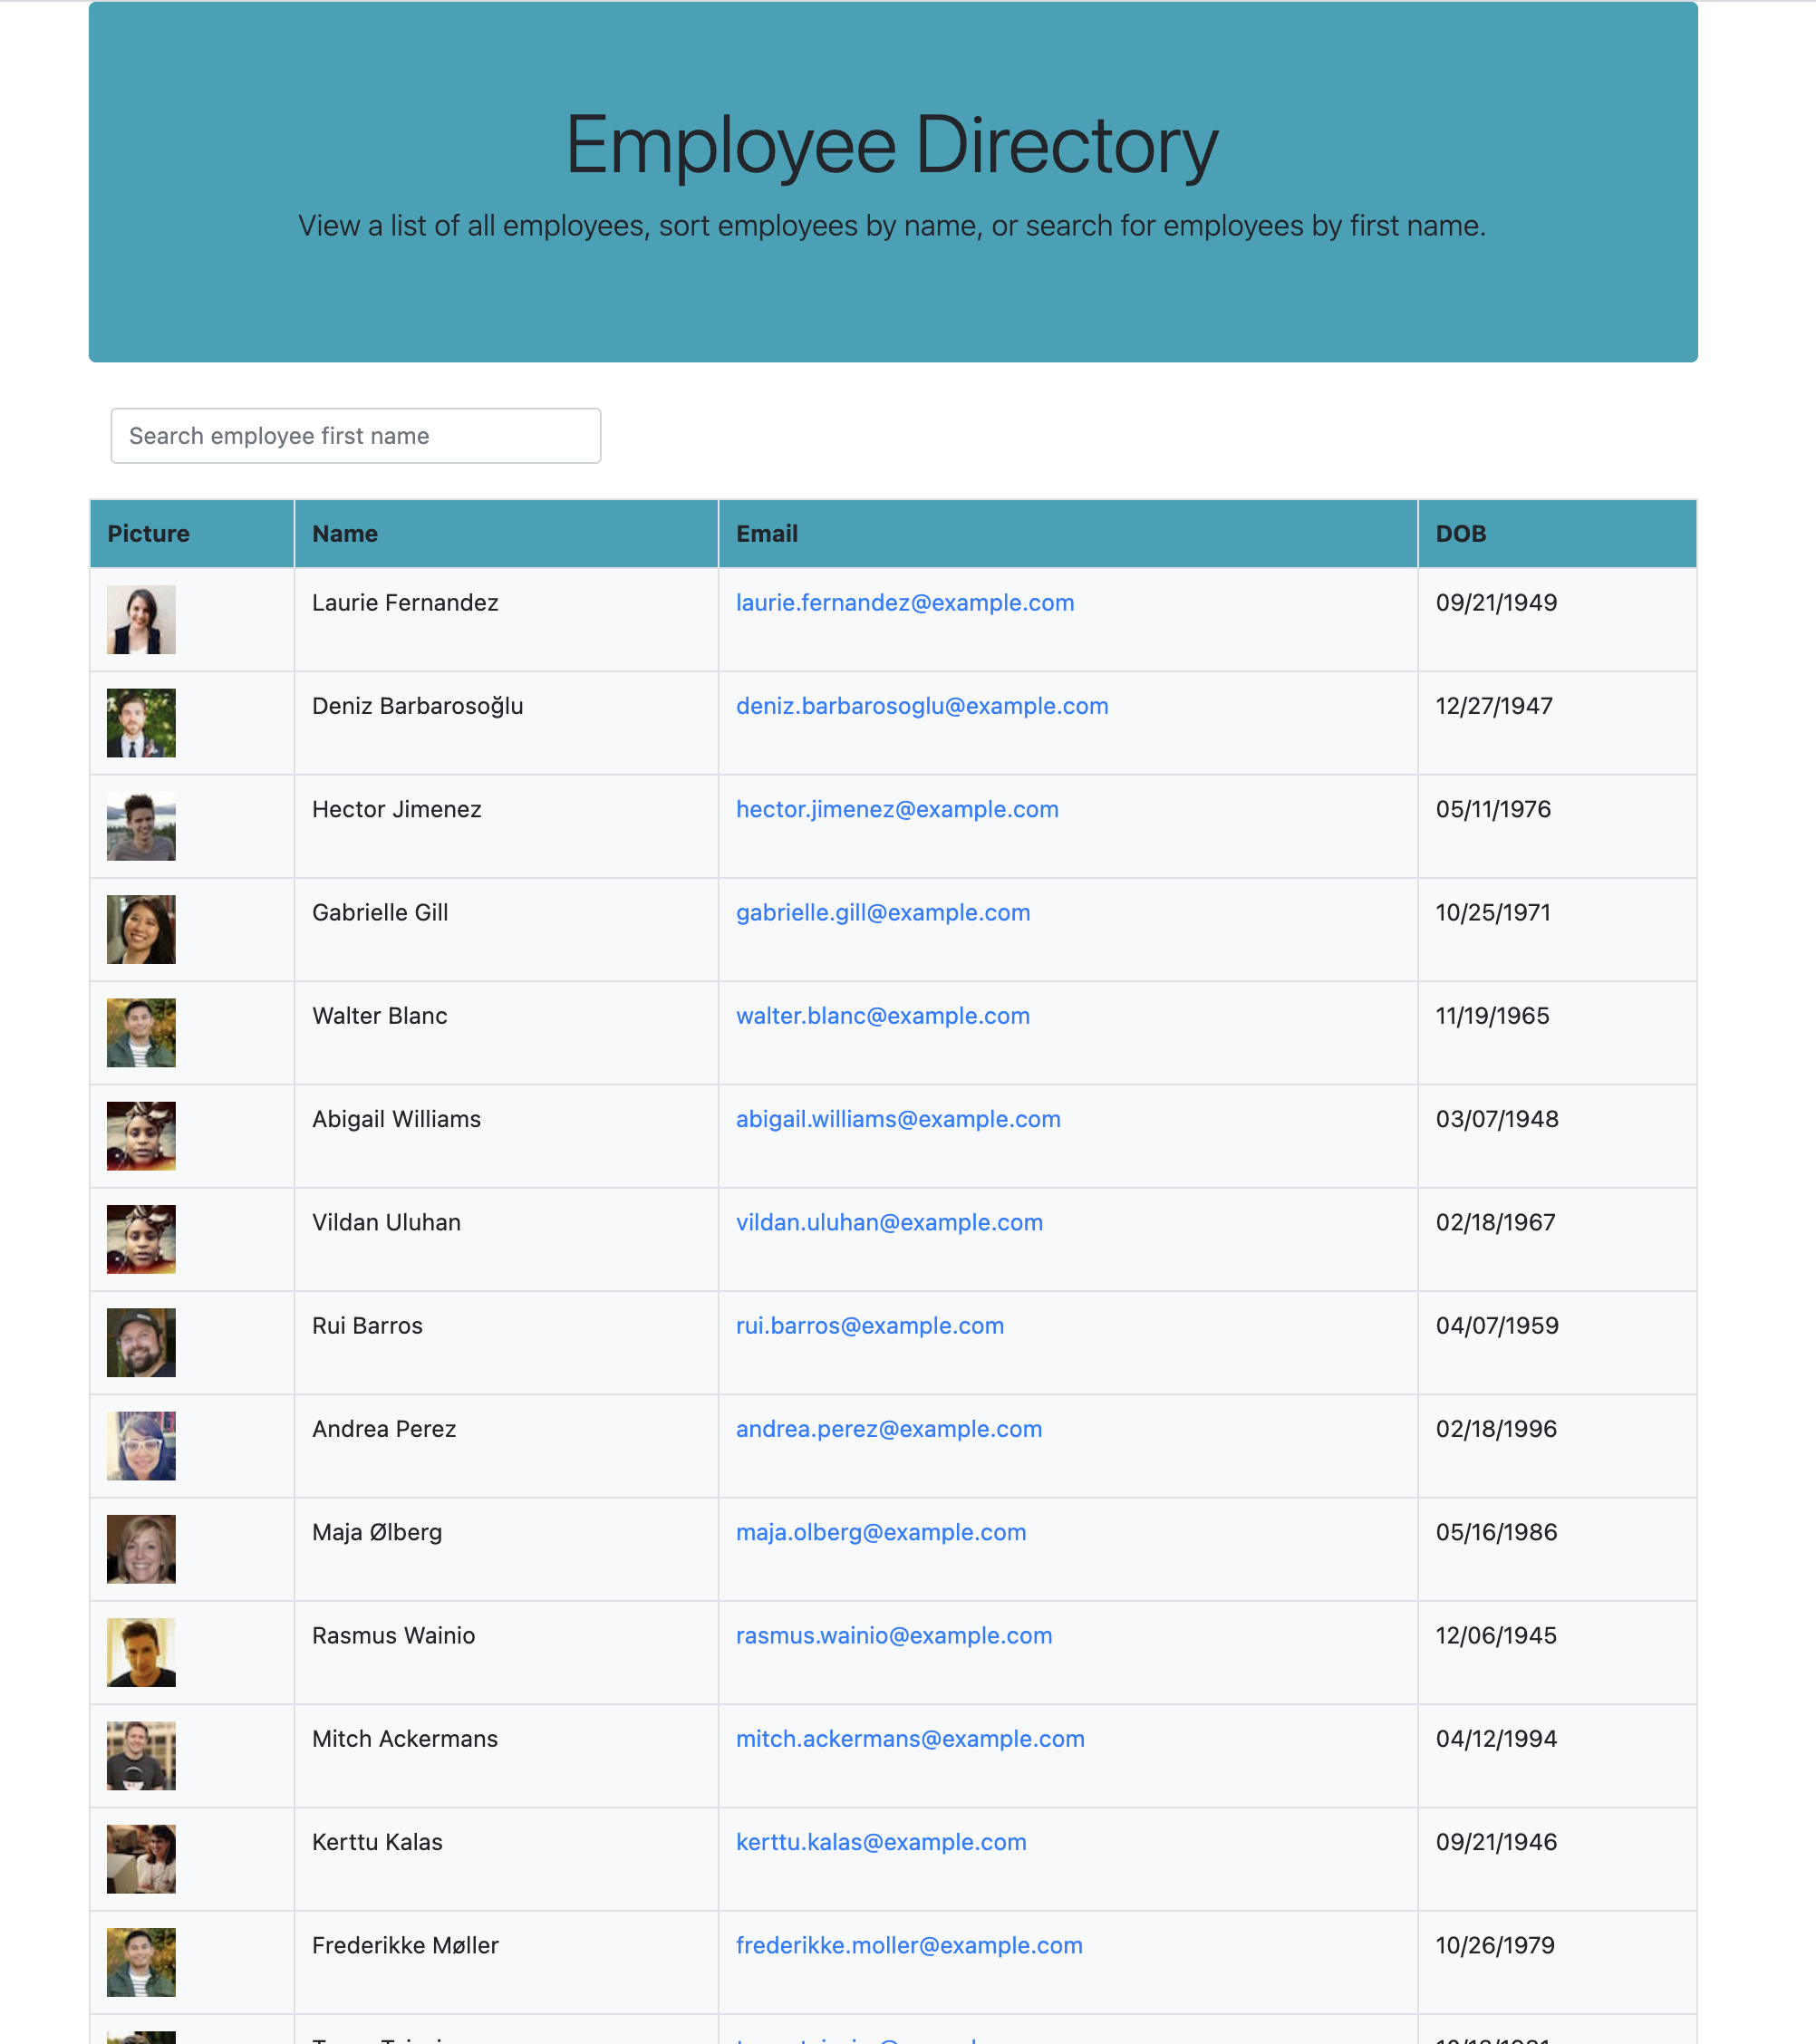 Employee Directory
View a list of all employees, sort employees by name, or search for employees by first name.
Search employee first name
Picture Name Email DOB
Laurie Fernandez laurie.fernandez@example.com 09/21/1949
Deniz Barbarosoğlu deniz.barbarosoglu@example.com 12/27/1947
Hector Jimenez hector.jimenez@example.com 05/11/1976
Gabrielle Gill gabrielle.gill@example.com 10/25/1971
Walter Blanc walter.blanc@example.com 11/19/1965
Abigail Williams abigail.williams@example.com 03/07/1948
Vildan Uluhan vildan.uluhan@example.com 02/18/1967
Rui Barros rui.barros@example.com 04/07/1959
Andrea Perez andrea.perez@example.com 02/18/1996
Maja Ølberg maja.olberg@example.com 05/16/1986
Rasmus Wainio rasmus.wainio@example.com 12/06/1945
Mitch Ackermans mitch.ackermans@example.com 04/12/1994
Kerttu Kalas kerttu.kalas@example.com 09/21/1946
Frederikke Møller frederikke.moller@example.com 10/26/1979